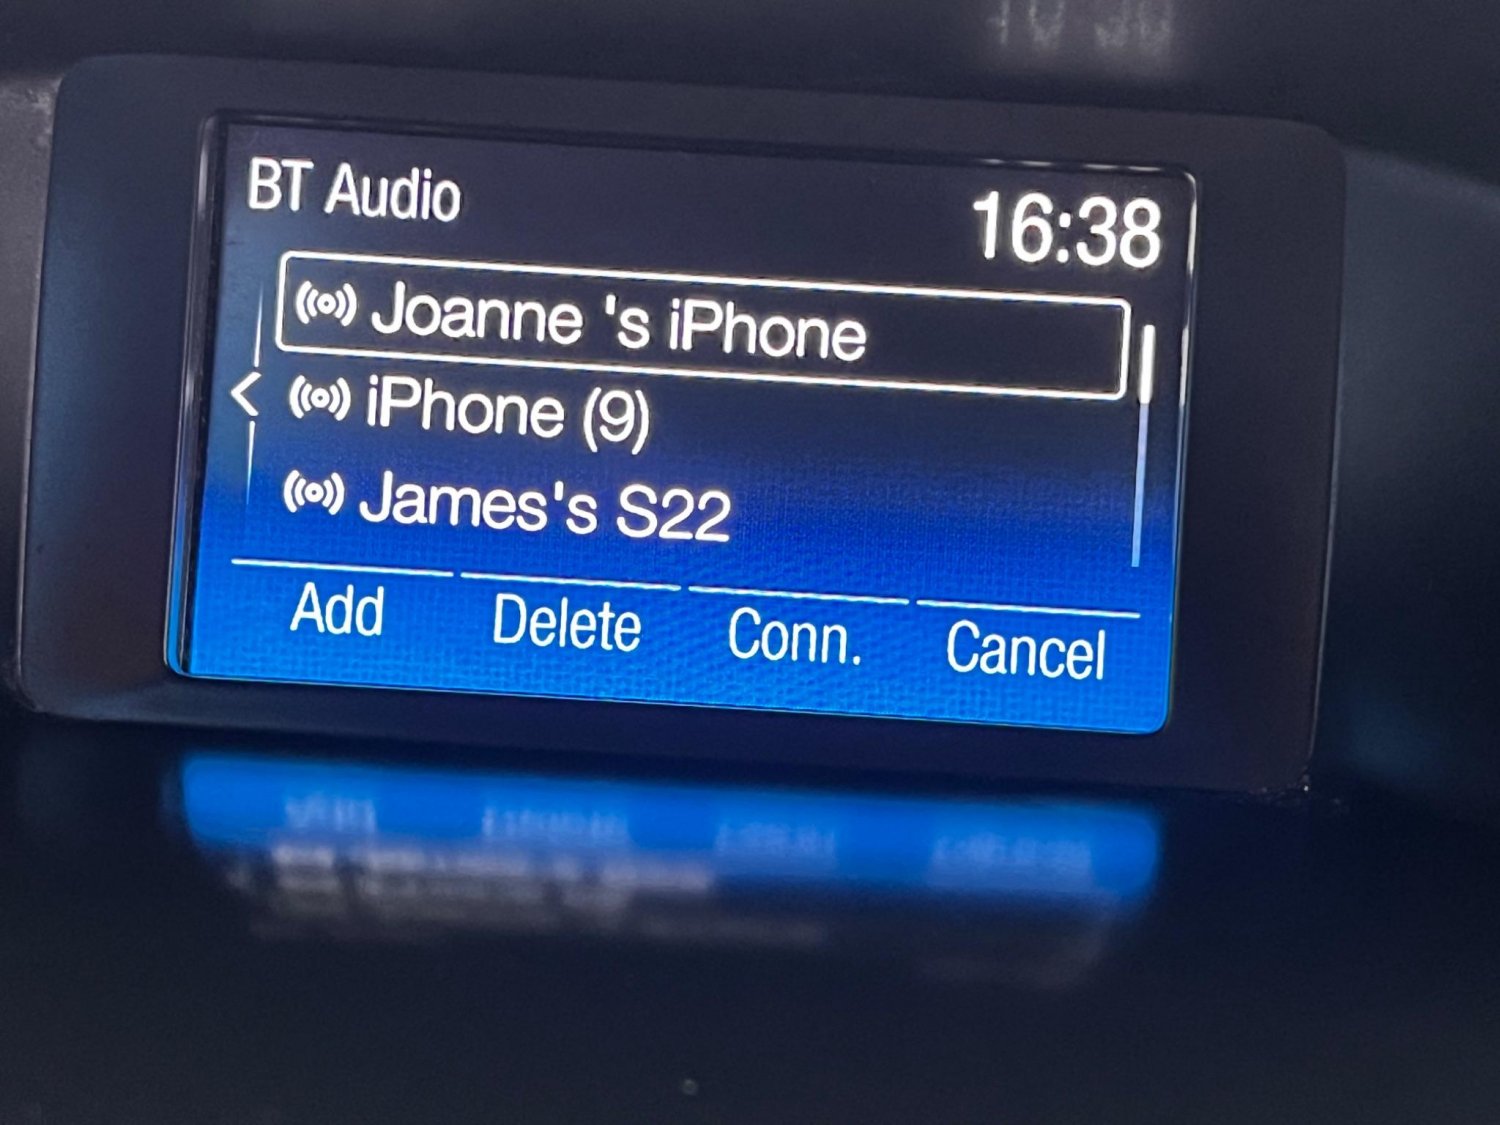 BT Audio
16:38
Joanne 's iPhone
iPhone (9)
James's S22
Add Delete Conn. Cancel